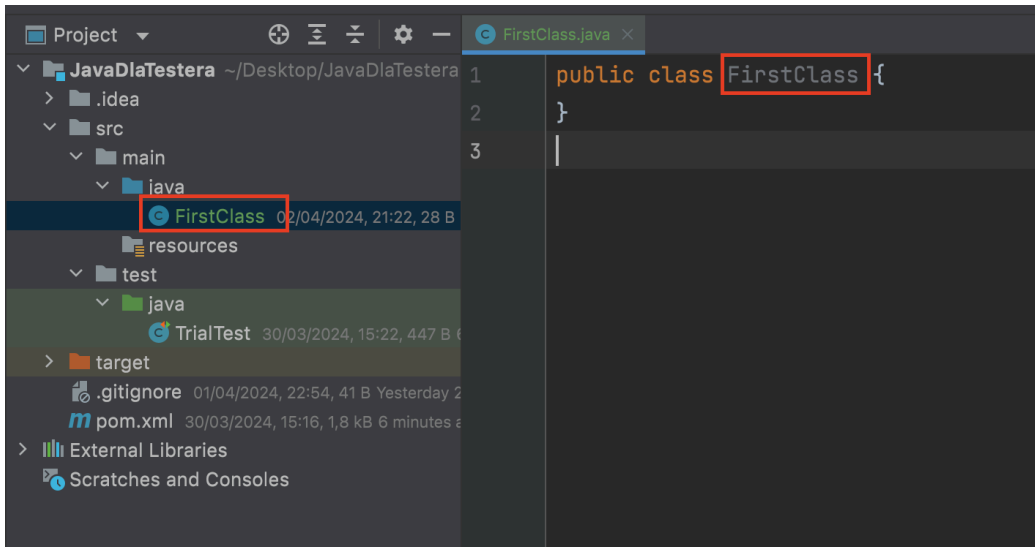 Project
JavaDlaTestera ~/Desktop/JavaDlaTestera
.idea
src
main
java
FirstClass 02/04/2024, 21:22, 28 B
resources
test
java
TrialTest 30/03/2024, 15:22, 447 B
target
.gitignore 01/04/2024, 22:54, 41 B Yesterday 2
pom.xml 30/03/2024, 15:16, 1,8 kB 6 minutes a
External Libraries
Scratches and Consoles
FirstClass.java
1 public class FirstClass {
2 }
3